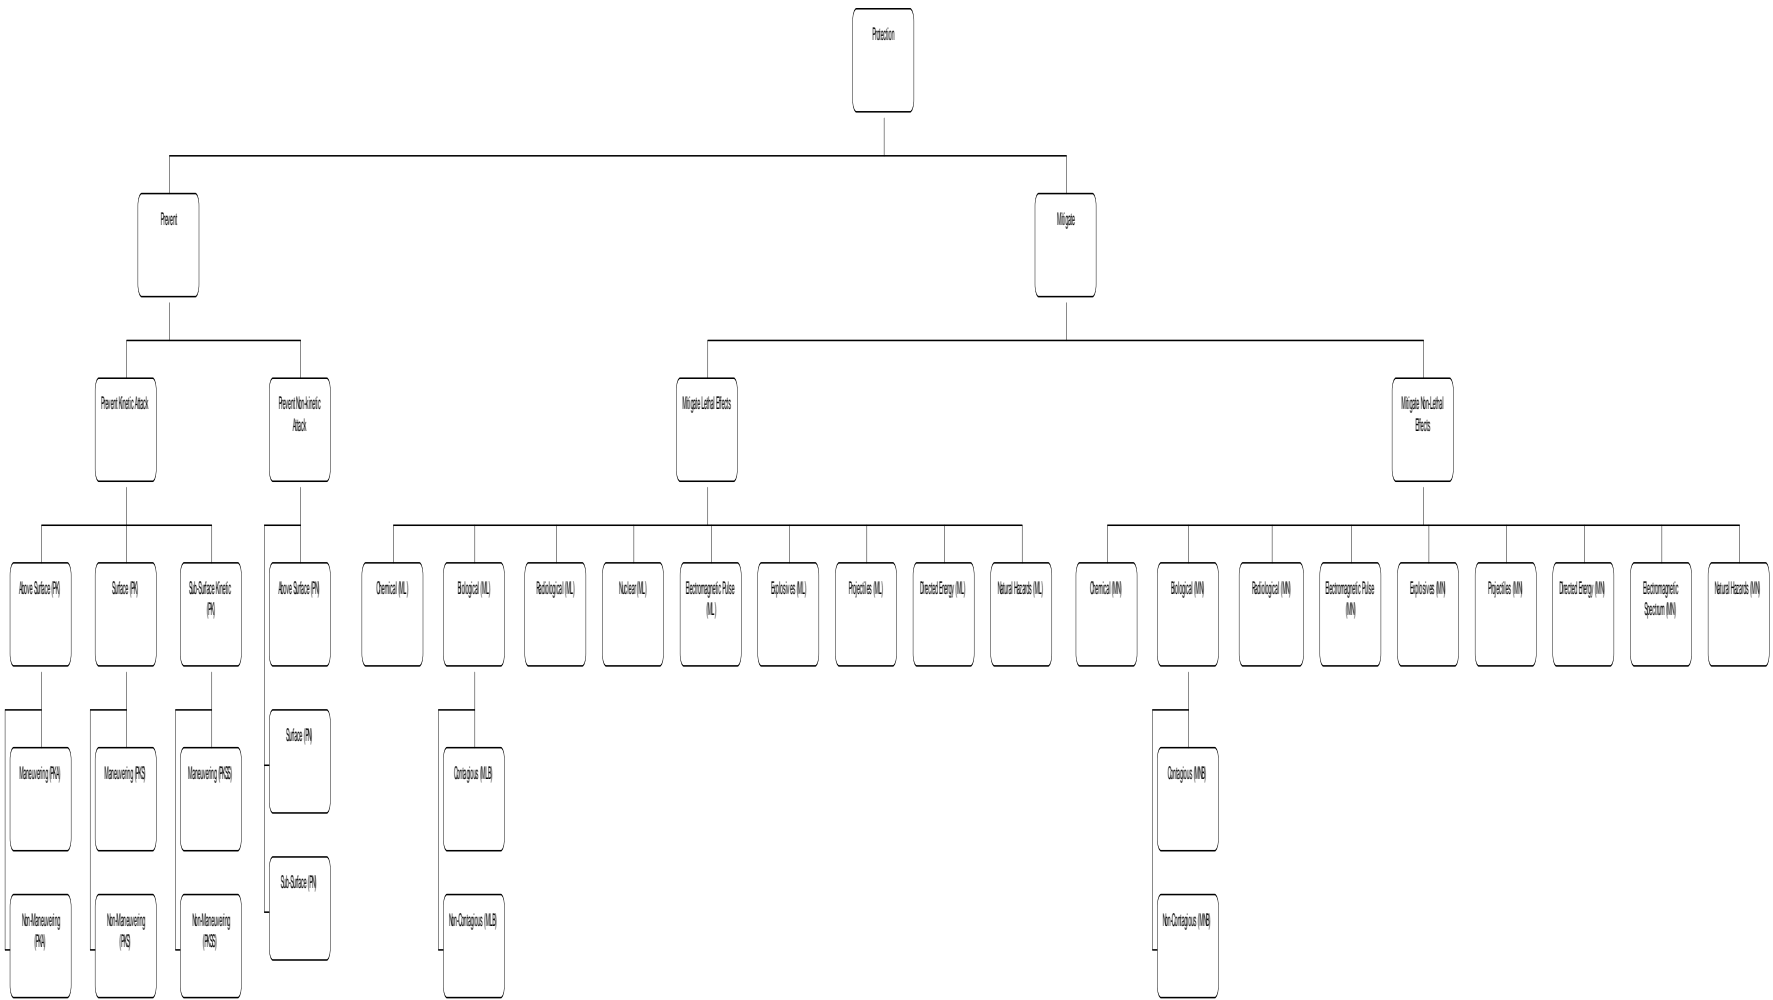 Protection
Prevent
Mitigate
Prevent Kinetic Attack
Prevent Non-kinetic
Attack
Mitigate Lethal Effects
Mitigate Non-Lethal
Effects
Above Surface (PK)
Surface (PK)
Sub-Surface Kinetic
(PK)
Above Surface (PN)
Chemical (ML)
Biological (ML)
Radiological (ML)
Nuclear (ML)
Electromagnetic Pulse
(ML)
Explosives (ML)
Projectiles (ML)
Directed Energy (ML)
Natural Hazards (ML)
Chemical (MN)
Biological (MN)
Radiological (MN)
Electromagnetic Pulse
(MN)
Explosives (MN)
Projectiles (MN)
Directed Energy (MN)
Electromagnetic
Spectrum (MN)
Natural Hazards (MN)
Surface (PN)
Maneuvering (PKA)
Maneuvering (PKS)
Maneuvering (PKSS)
Contagious (MLB)
Contagious (MNB)
Sub-Surface (PN)
Non-Maneuvering
(PKA)
Non-Maneuvering
(PKS)
Non-Maneuvering
(PKSS)
Non-Contagious (MLB)
Non-Contagious (MNB)